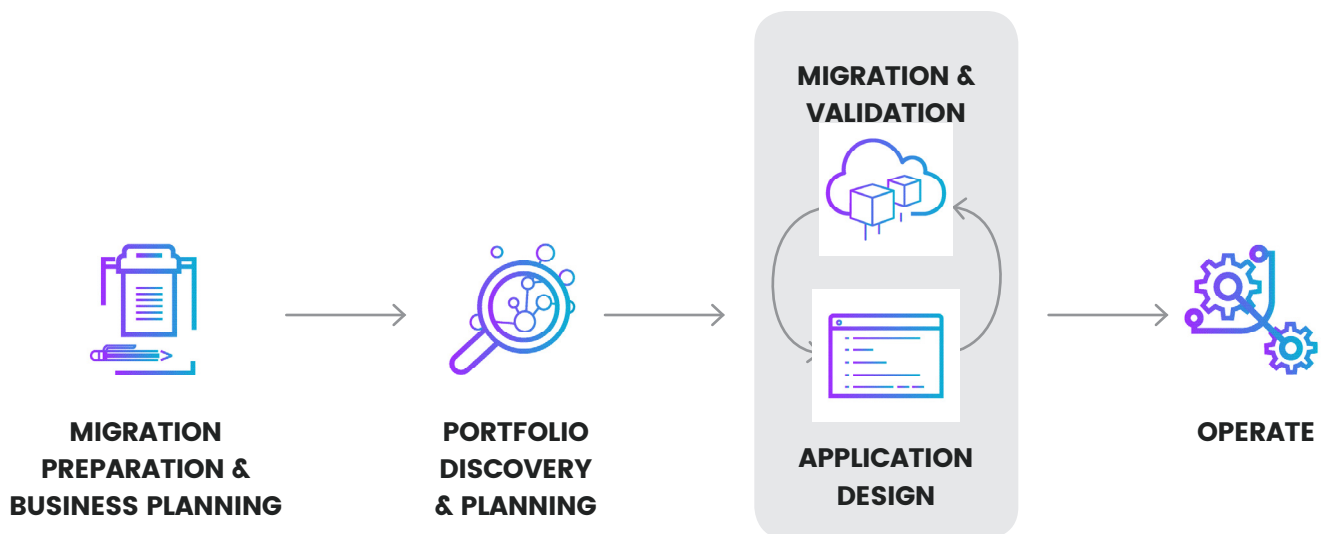 MIGRATION
PREPARATION &
BUSINESS PLANNING
PORTFOLIO
DISCOVERY
& PLANNING
MIGRATION &
VALIDATION
APPLICATION
DESIGN
OPERATE